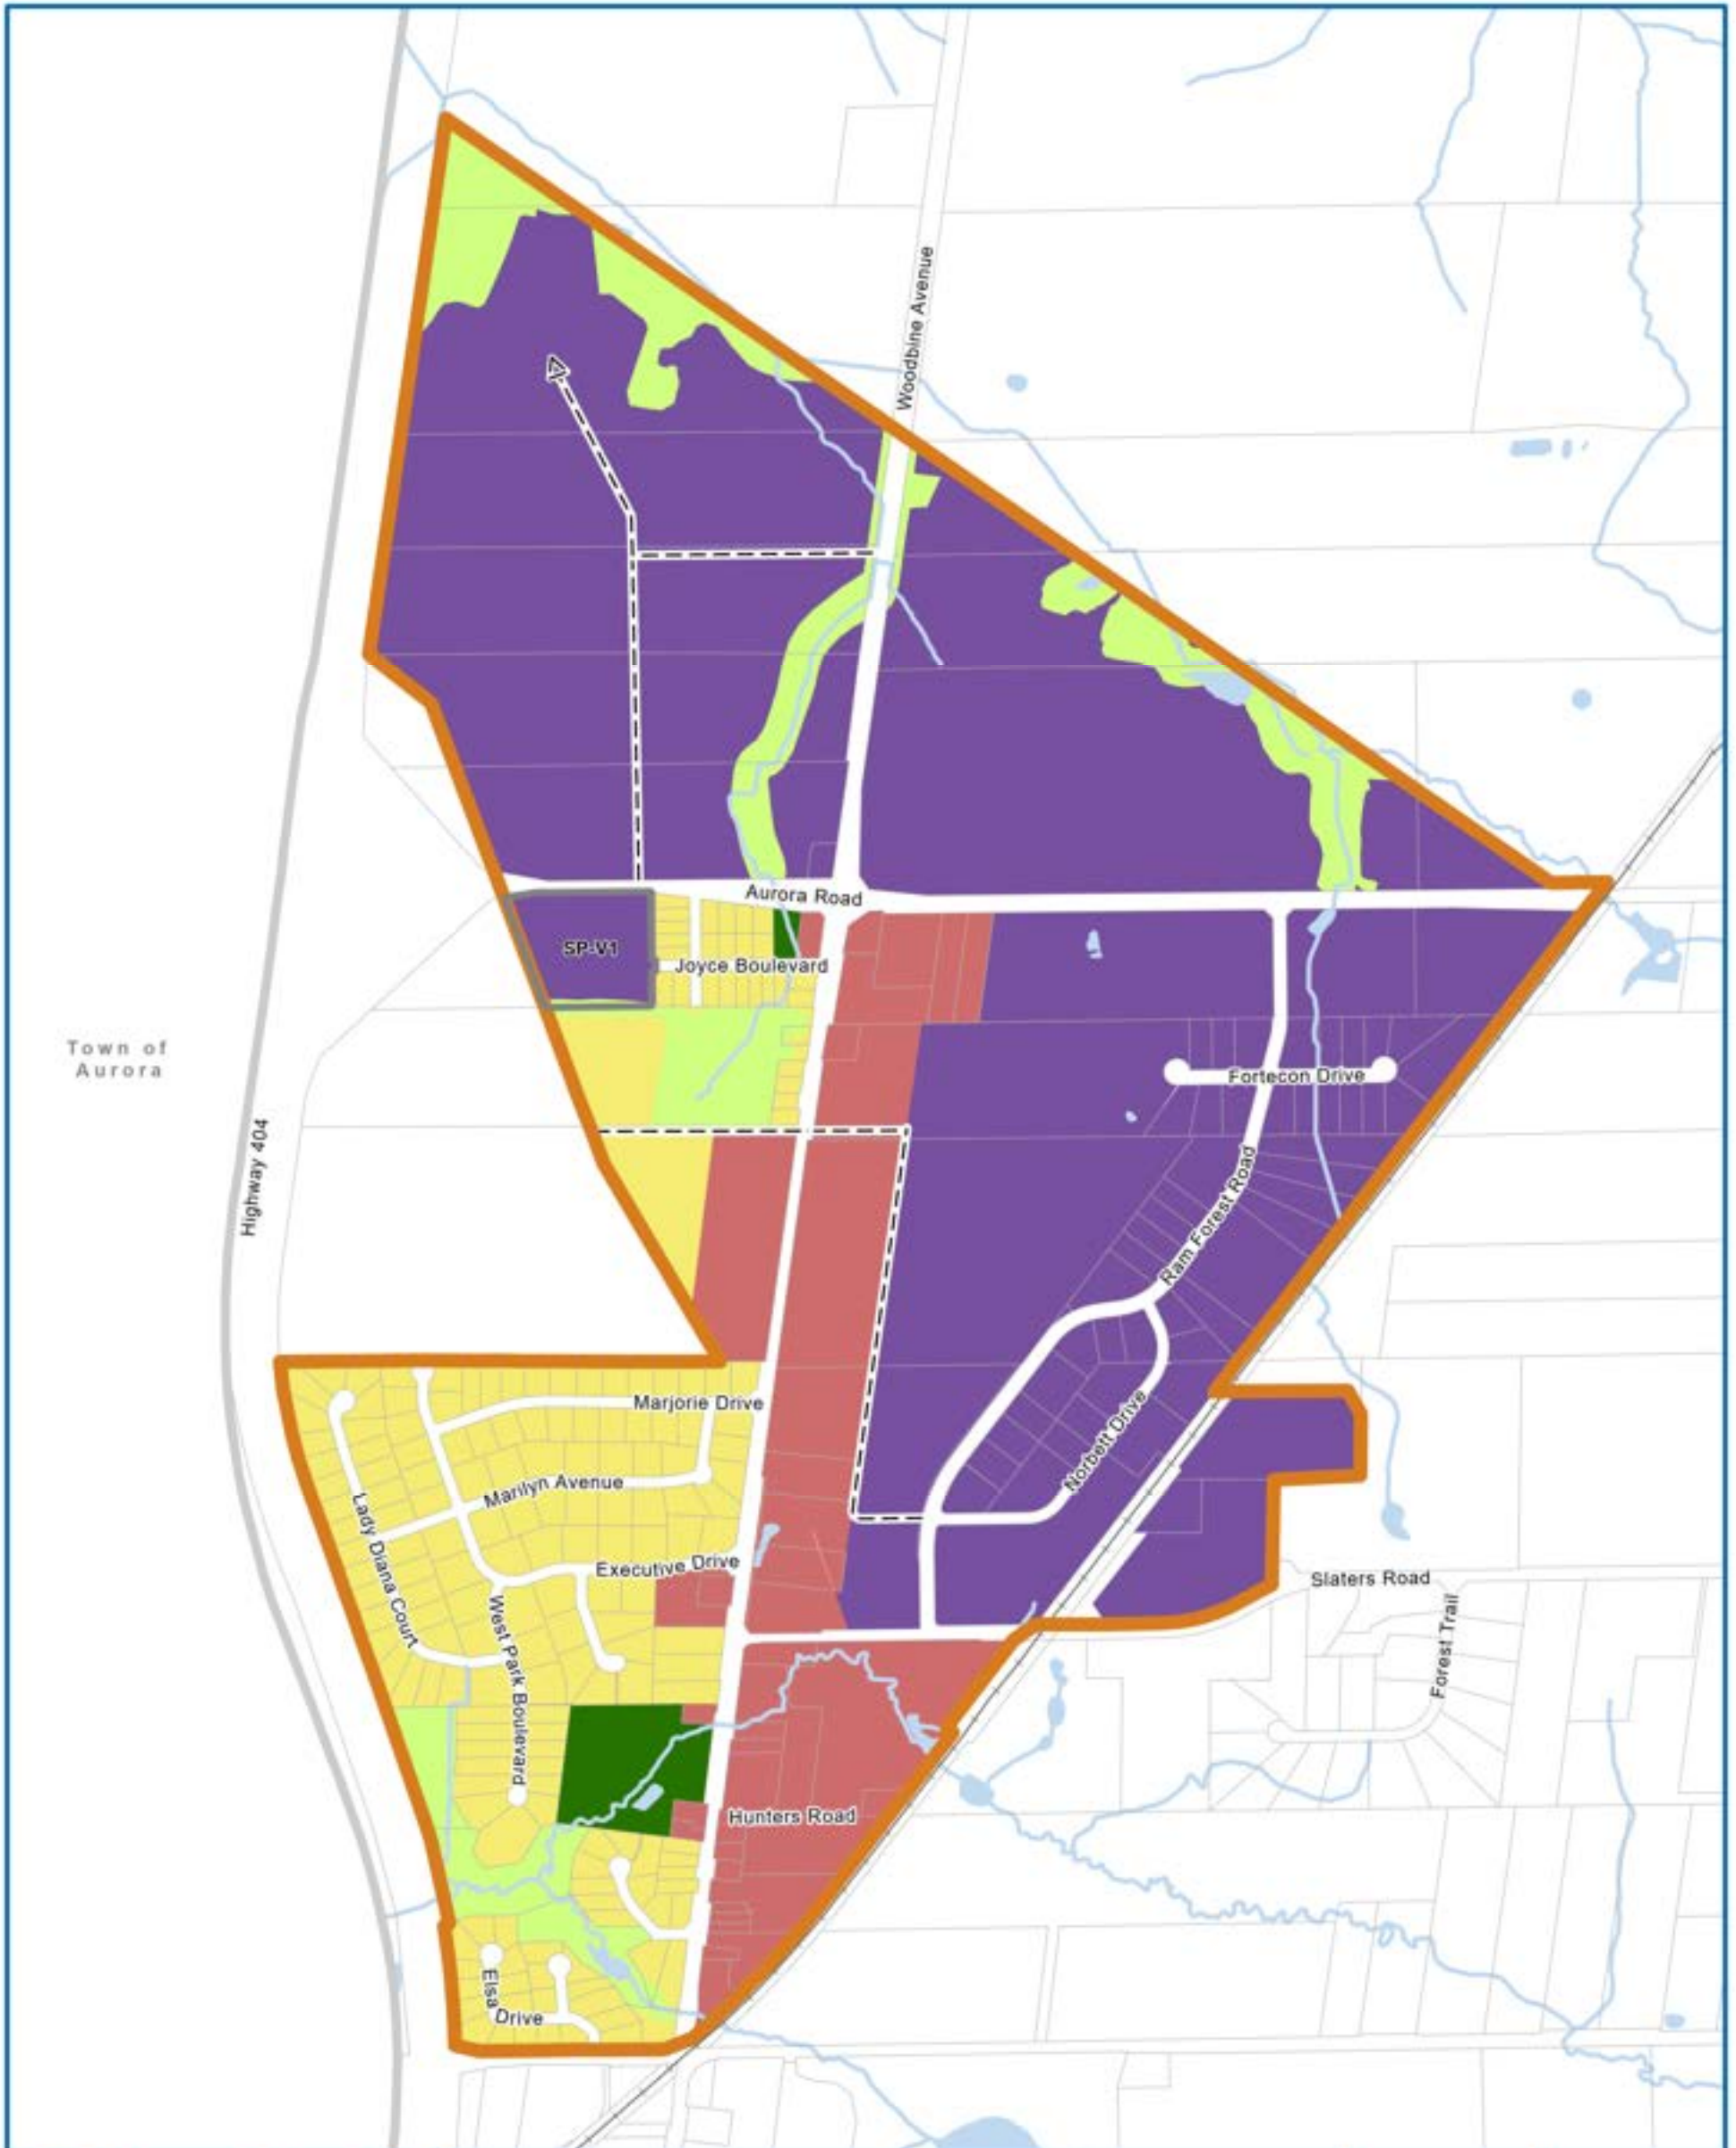 Woodbine Avenue
Aurora Road
SP-V1
Joyce Boulevard
Town of
Aurora
Fortecon Drive
Highway 404
Ram Forest Road
Marjorie Drive
Norbett Drive
Marilyn Avenue
Lady Diana Court
Executive Drive
Slaters Road
West Park Boulevard
Forest Trail
Hunters Road
Elsa Drive